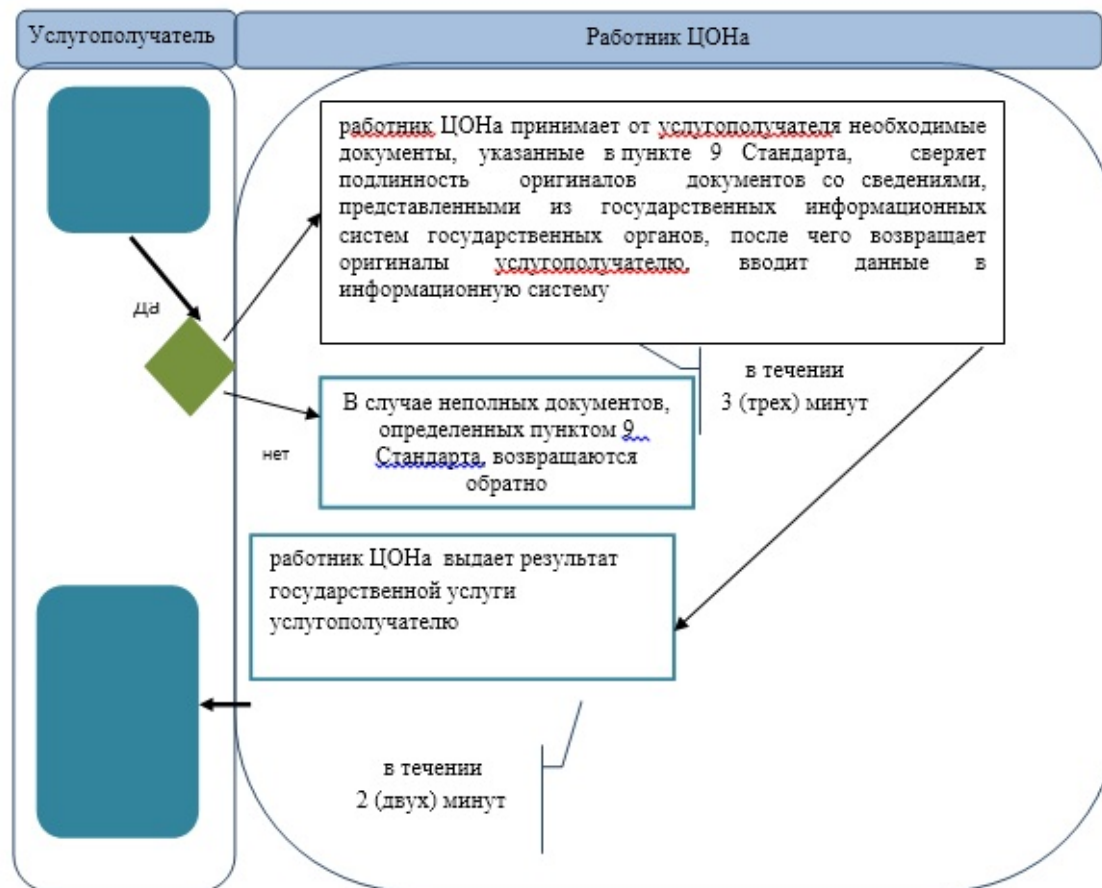 Услугополучатель
Работник ЦОНа
работник ЦОНа принимает от услугополучателя необходимые
документы, указанные в пункте 9 Стандарта, сверяет
подлинность оригиналов документов со сведениями,
представленными из государственных информационных
систем государственных органов, после чего возвращает
оригиналы услугополучателю, вводит данные в
информационную систему
да
в течении
3 (трех) минут
В случае неполных документов,
определенных пунктом 9
Стандарта, возвращаются
обратно
нет
работник ЦОНа выдает результат
государственной услуги
услугополучателю
в течении
2 (двух) минут